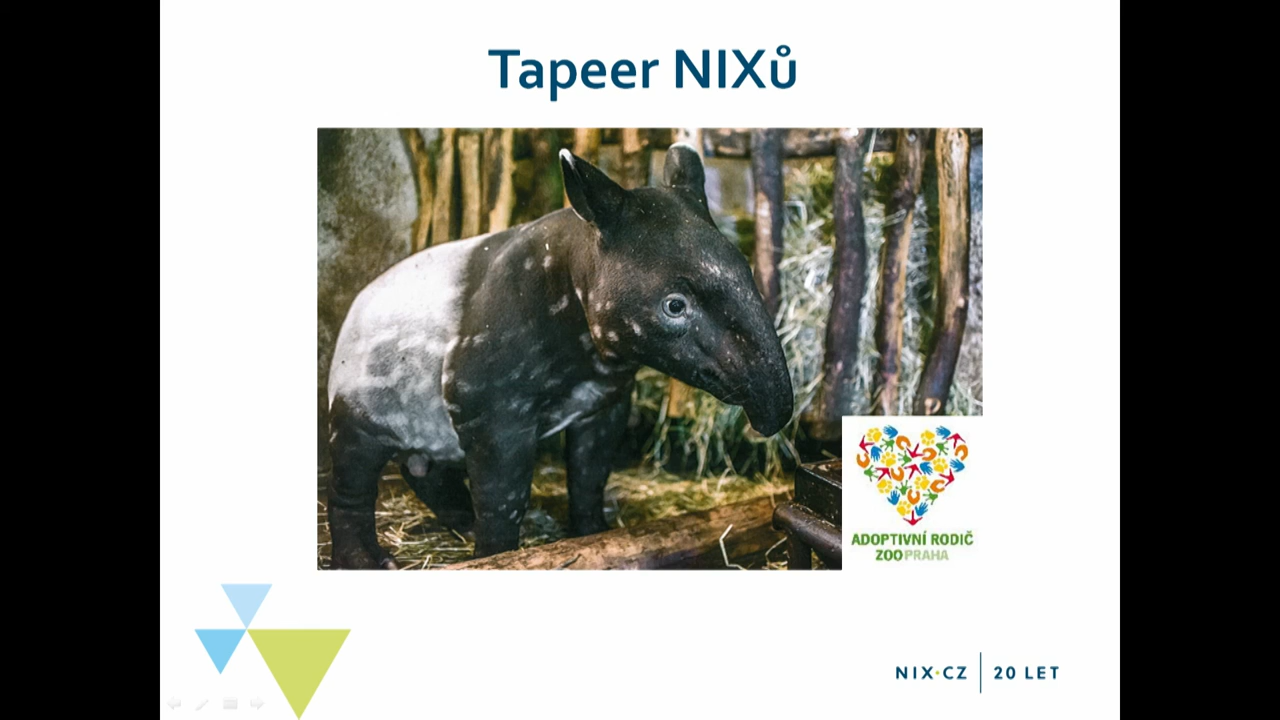 Tapeer NIXů
ADOPTIVNÍ RODIČ
ZOO PRAHA
NIX·CZ | 20 LET